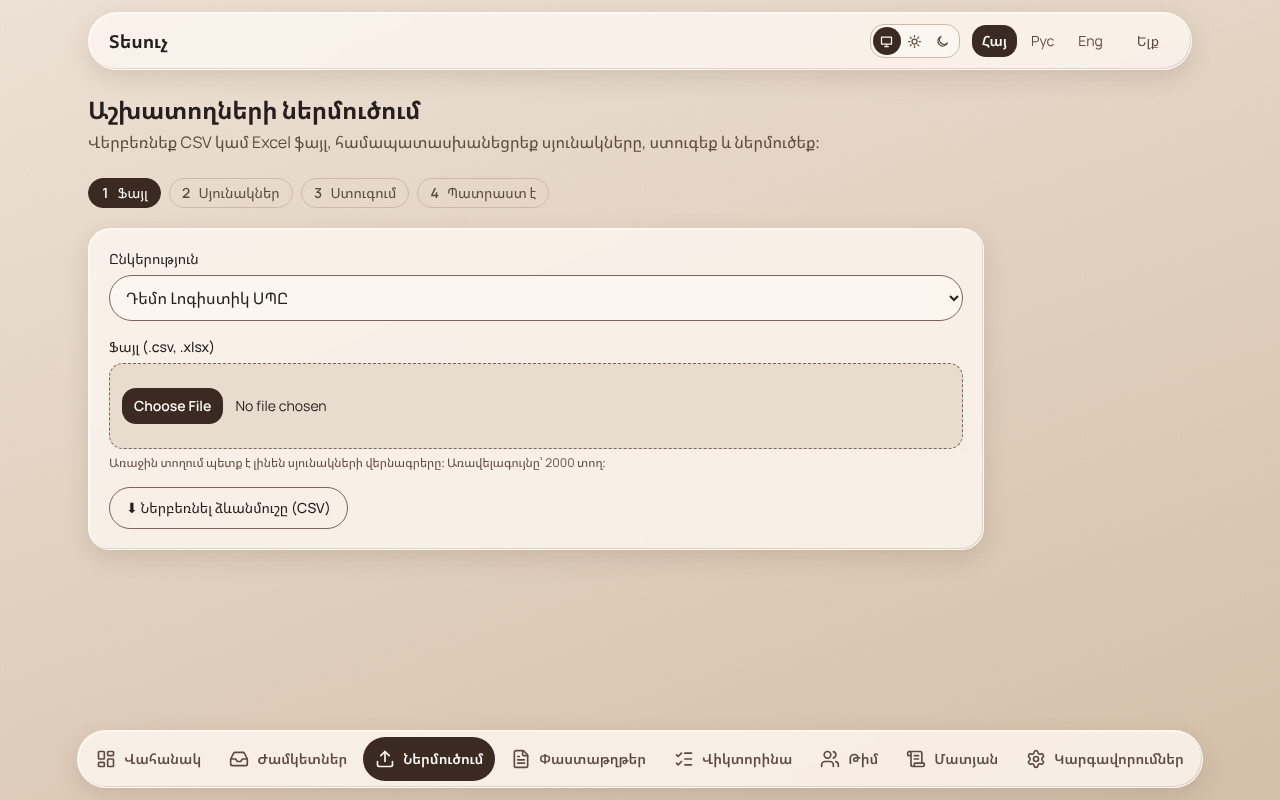 Տեսուչ
Հայ Рус Eng Ելք
Աշխատողների ներմուծում
Վերբեռնեք CSV կամ Excel ֆայլ, համապատասխանեցրեք սյունակները, ստուգեք և ներմուծեք:
1 Ֆայլ 2 Սյունակներ 3 Ստուգում 4 Պատրաստ է
Ընկերություն
Դեմո Լոգիստիկ ՍՊԸ
Ֆայլ (.csv, .xlsx)
Choose File No file chosen
Առաջին տողում պետք է լինեն սյունակների վերնագրերը: Առավելագույնը՝ 2000 տող:
⬇ Ներբեռնել ձևանմուշը (CSV)
Վահանակ Ժամկետներ Ներմուծում Փաստաթղթեր Վիկտորինա Թիմ Մատյան Կարգավորումներ